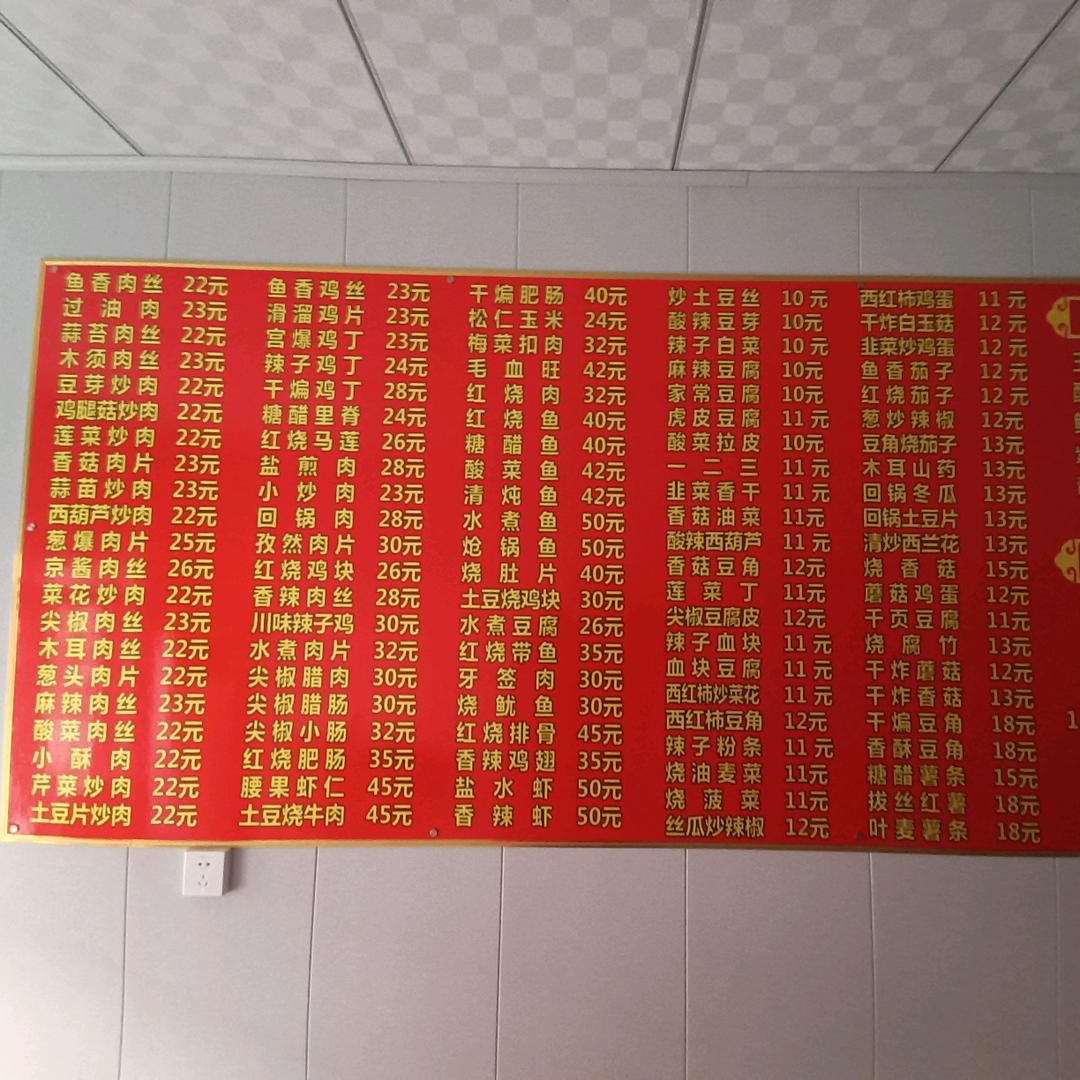 鱼香肉丝 22元
过油肉 23元
蒜苔肉丝 22元
木须肉丝 23元
豆芽炒肉 22元
鸡腿菇炒肉 22元
莲菜炒肉 22元
香菇肉片 23元
蒜苗炒肉 23元
西葫芦炒肉 22元
葱爆肉片 25元
京酱肉丝 26元
菜花炒肉 22元
尖椒肉丝 23元
木耳肉丝 22元
葱头肉片 22元
麻辣肉丝 23元
酸菜肉丝 22元
小酥肉 22元
芹菜炒肉 22元
土豆片炒肉 22元
鱼香鸡丝 23元
滑溜鸡片 23元
宫爆鸡丁 23元
辣子鸡丁 24元
干煸鸡丁 28元
糖醋里脊 24元
红烧马莲 26元
盐煎肉 28元
小炒肉 23元
回锅肉 28元
孜然肉片 30元
红烧鸡块 26元
香辣肉丝 28元
川味辣子鸡 30元
水煮肉片 32元
尖椒腊肉 30元
尖椒腊肠 30元
尖椒小肠 32元
红烧肥肠 35元
腰果虾仁 45元
土豆烧牛肉 45元
干煸肥肠 40元
松仁玉米 24元
梅菜扣肉 32元
毛血旺 42元
红烧肉 32元
红烧鱼 40元
糖醋鱼 40元
酸菜鱼 42元
清炖鱼 42元
水煮鱼 50元
炝锅鱼 50元
烧肚片 40元
土豆烧鸡块 30元
水煮豆腐 26元
红烧带鱼 35元
牙签肉 30元
烧鱿鱼 30元
红烧排骨 45元
香辣鸡翅 35元
盐水虾 50元
香辣虾 50元
炒土豆丝 10元
酸辣豆芽 10元
辣子白菜 10元
麻辣豆腐 10元
家常豆腐 10元
虎皮豆腐 11元
酸菜拉皮 10元
一二三 11元
韭菜香干 11元
香菇油菜 11元
酸辣西葫芦 11元
香菇豆角 12元
莲菜丁 11元
尖椒豆腐皮 12元
辣子血块 11元
血块豆腐 11元
西红柿炒菜花 11元
西红柿豆角 12元
辣子粉条 11元
烧油麦菜 11元
烧菠菜 11元
丝瓜炒辣椒 12元
西红柿鸡蛋 11元
干炸白玉菇 12元
韭菜炒鸡蛋 12元
鱼香茄子 12元
红烧茄子 12元
葱炒辣椒 12元
豆角烧茄子 13元
木耳山药 13元
回锅冬瓜 13元
回锅土豆片 13元
清炒西兰花 13元
烧香菇 15元
蘑菇鸡蛋 12元
千页豆腐 11元
烧腐竹 13元
干炸蘑菇 12元
干炸香菇 13元
干煸豆角 18元
香酥豆角 18元
糖醋薯条 15元
拔丝红薯 18元
叶麦薯条 18元